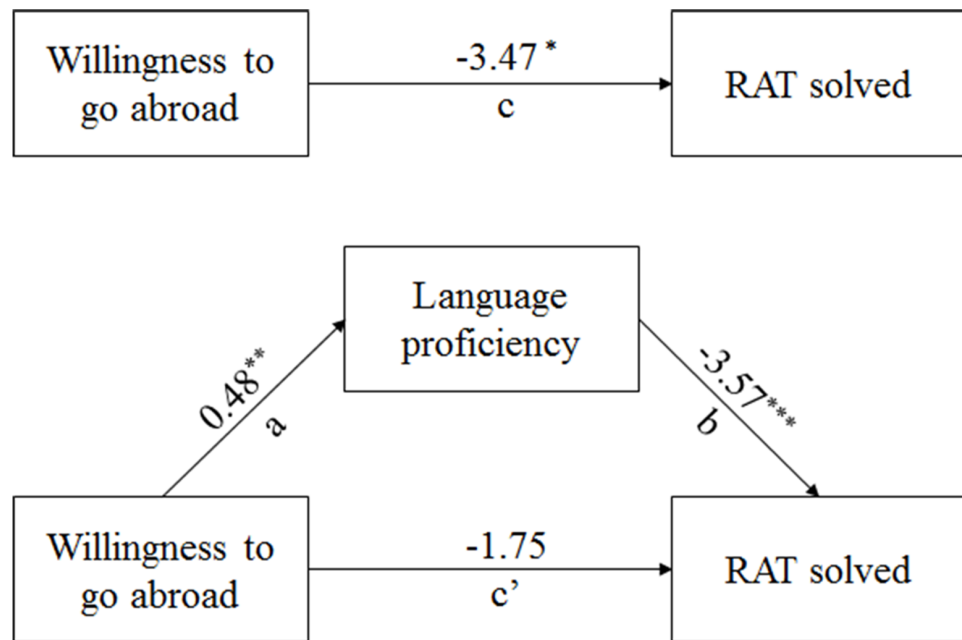 Willingness to
go abroad
-3.47 *
c
RAT solved
Language
proficiency
0.48**
a
-3.57***
b
Willingness to
go abroad
-1.75
c’
RAT solved